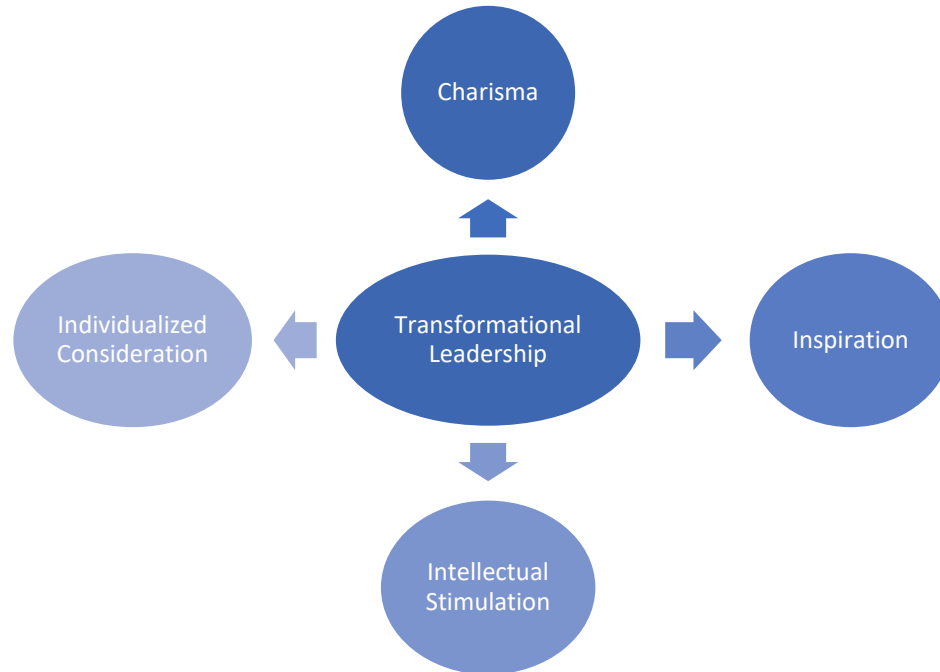 Charisma
Individualized
Consideration
Transformational
Leadership
Inspiration
Intellectual
Stimulation